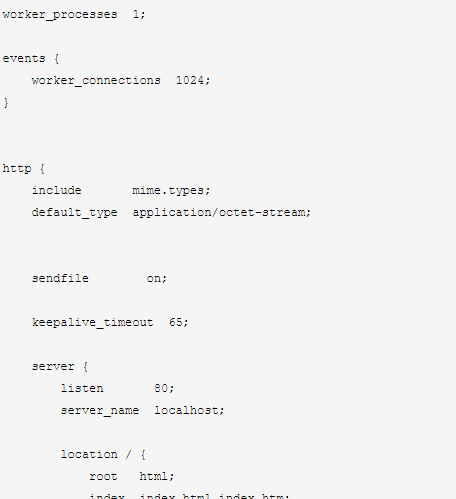 worker_processes  1;
events {
    worker_connections  1024;
}
http {
    include       mime.types;
    default_type  application/octet-stream;
    sendfile        on;
    keepalive_timeout  65;
    server {
        listen       80;
        server_name  localhost;
        location / {
            root   html;
            index  index.html index.htm;